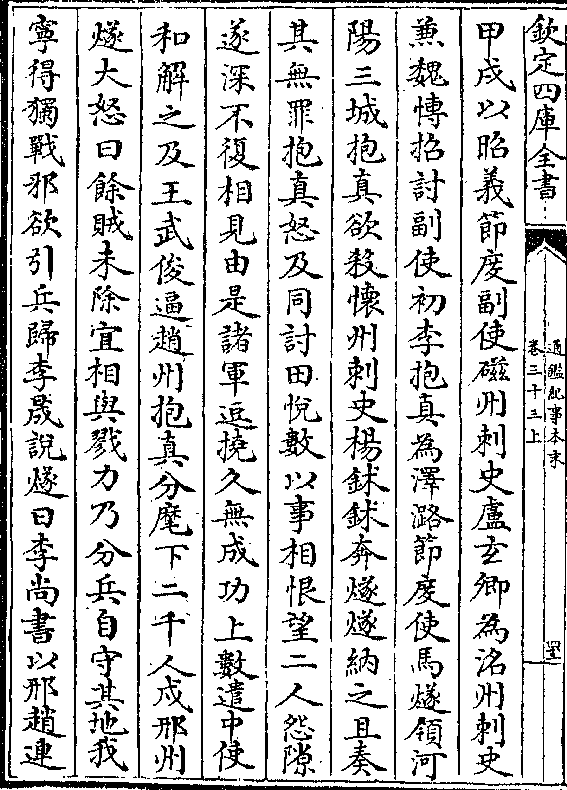 欽定四庫全書
通鑑紀事本末
卷三十三上
甲戌以昭義節度副使磁州刺史盧玄卿為洺州刺史
兼魏愽招討副使初李抱真為澤潞節度使馬燧領河
陽三城抱真欲殺懷州刺史楊鉥鉥奔燧燧納之且奏
其無罪抱真怒及同討田悅數以事相恨望二人怨隙
遂深不復相見由是諸軍逗撓久無成功上數遣中使
和解之及王武俊逼趙州抱真分麾下二千人戍邢州
燧大怒曰餘賊未除宜相與戮力乃分兵自守其地我
寧得獨戰邪欲引兵歸李晟說燧曰李尚書以邢趙連